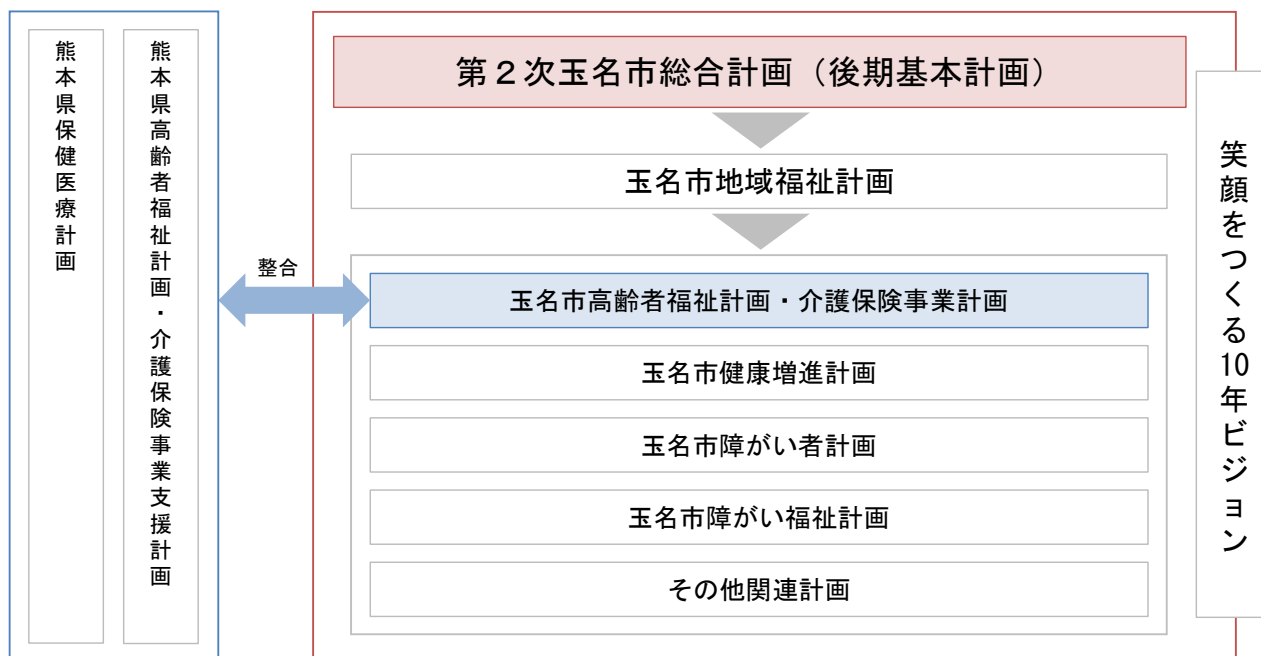 熊本県保健医療計画
熊本県高齢者福祉計画・介護保険事業支援計画
整合
第２次玉名市総合計画（後期基本計画）
玉名市地域福祉計画
玉名市高齢者福祉計画・介護保険事業計画
玉名市健康増進計画
玉名市障がい者計画
玉名市障がい福祉計画
その他関連計画
笑顔をつくる10年ビジョン